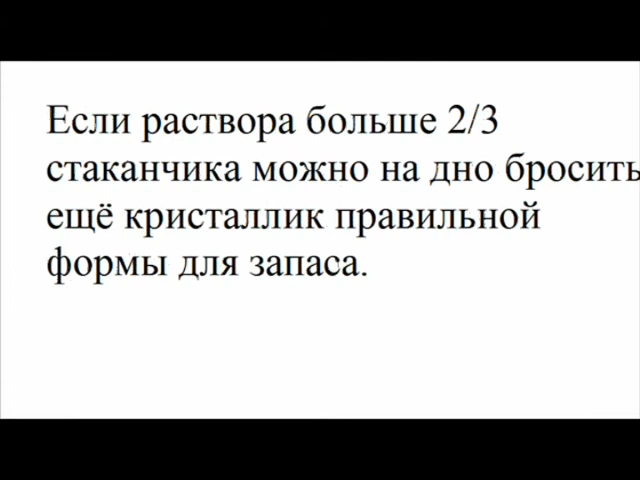 Если раствора больше 2/3
стаканчика можно на дно бросить
ещё кристаллик правильной
формы для запаса.